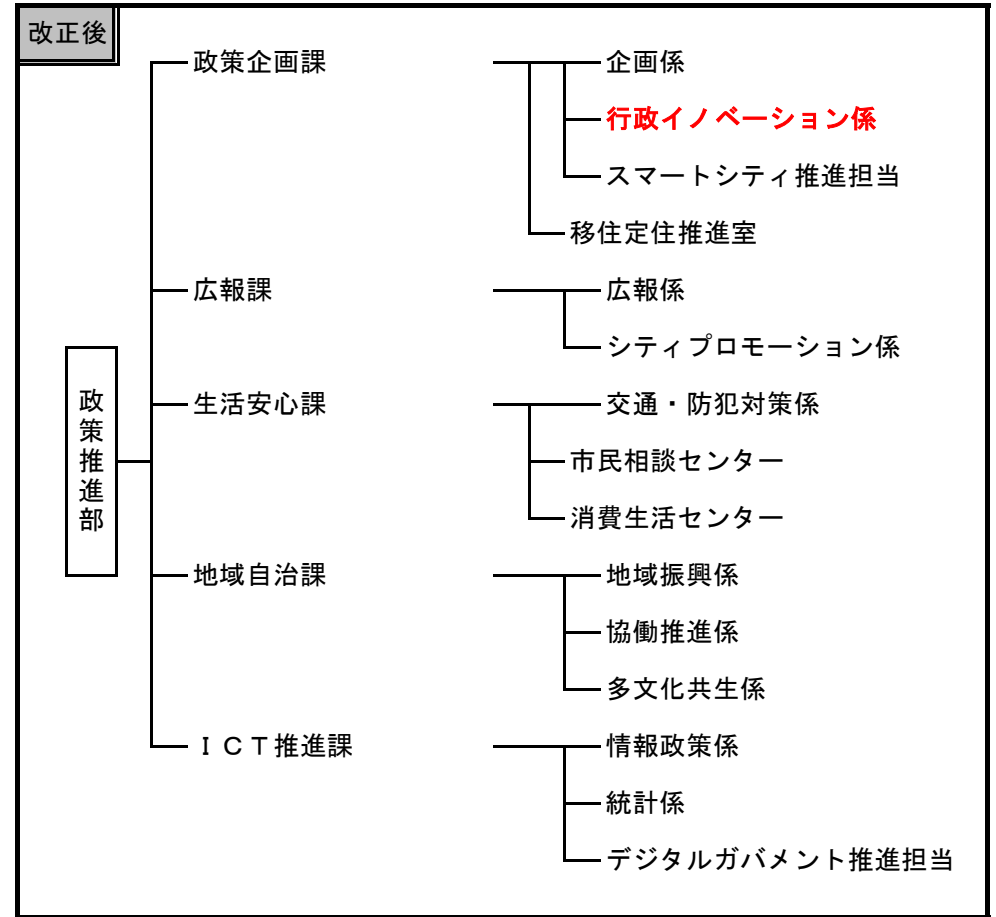 改正後
政策企画課
企画係
行政イノベーション係
スマートシティ推進担当
移住定住推進室
広報課
広報係
シティプロモーション係
政策推進部
生活安心課
交通・防犯対策係
市民相談センター
消費生活センター
地域自治課
地域振興係
協働推進係
多文化共生係
ＩＣＴ推進課
情報政策係
統計係
デジタルガバメント推進担当